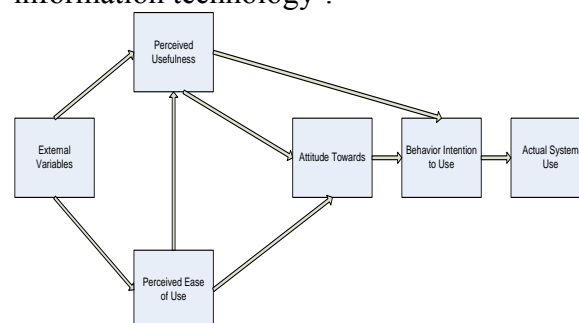 information technology .
Perceived
Usefulness
External
Variables
Attitude Towards
Behavior Intention
to Use
Actual System
Use
Perceived Ease
of Use